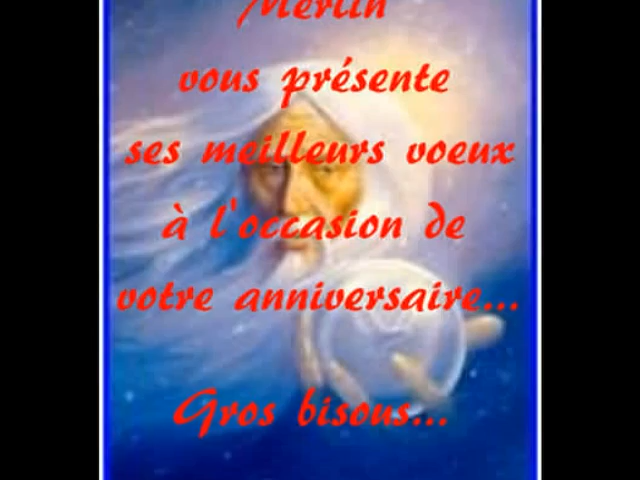 Merlin
vous présente
ses meilleurs voeux
à l'occasion de
votre anniversaire...
Gros bisous...